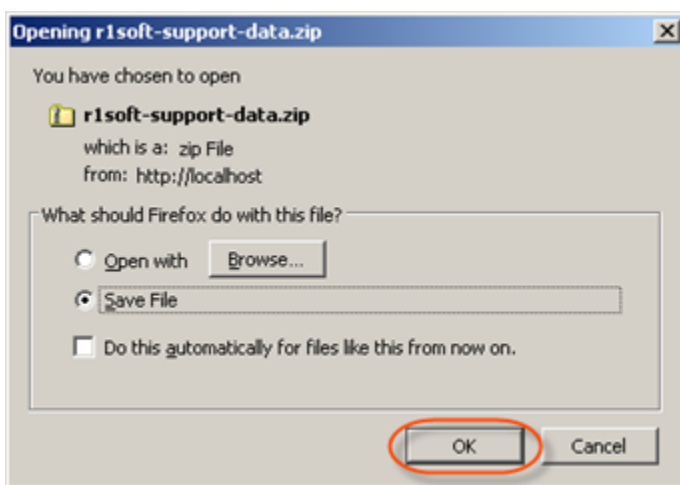 Opening r1soft-support-data.zip
You have chosen to open
r1soft-support-data.zip
which is a: zip File
from: http://localhost
What should Firefox do with this file?
Open with Browse...
Save File
Do this automatically for files like this from now on.
OK Cancel